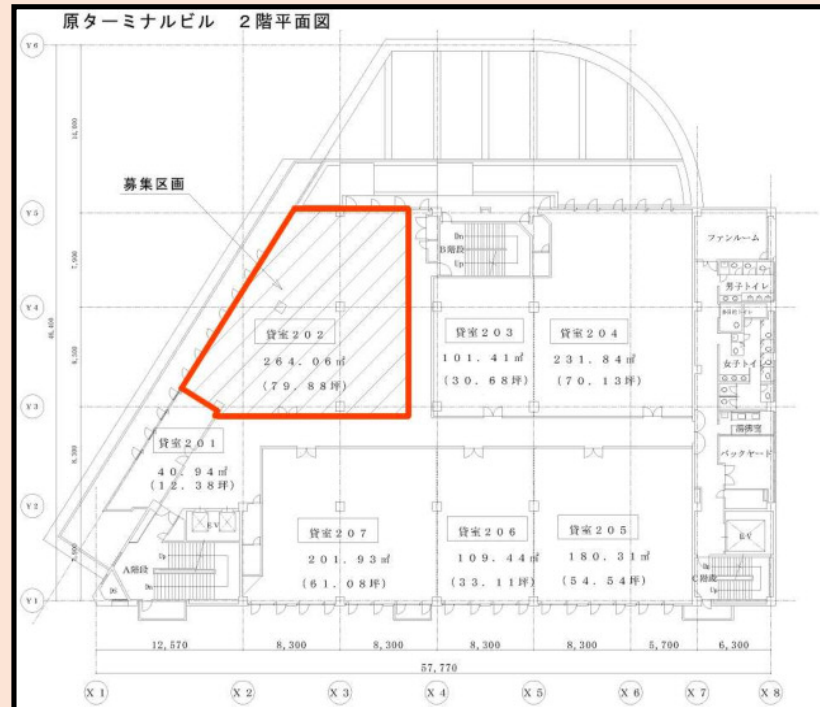 原ターミナルビル 2階平面図
Y6
14,000
募集区画
Y5
ファンルーム
Dn
B階段
Up
7,900
男子トイレ
Y4
貸室202
264.06㎡
(79.88坪)
貸室203
101.41㎡
(30.68坪)
貸室204
231.84㎡
(70.13坪)
女子トイレ
8,300
Y3
湯沸室
貸室201
40.94㎡
(12.38坪)
バックヤード
8,300
Y2
EV
貸室207
201.93㎡
(61.08坪)
貸室206
109.44㎡
(33.11坪)
貸室205
180.31㎡
(54.54坪)
EV
A階段
Up
Dn
DS
C階段
Dn
Up
Y1
12,570
8,300
8,300
8,300
8,300
5,700
6,300
57,770
X1
X2
X3
X4
X5
X6
X7
X8